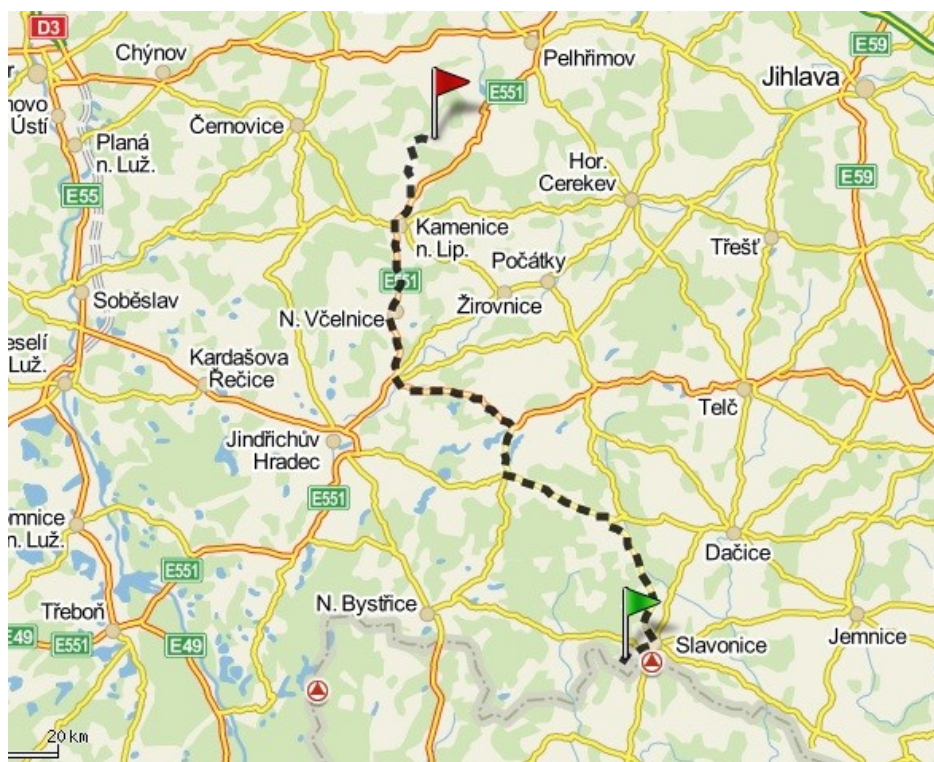 D3
Chýnov
Pelhřimov
E59
Jihlava
E551
novo
Ústí
Černovice
Planá
n. Luž.
Hor.
Cerekev
E55
E59
Kamenice
n. Lip.
Třešť
Počátky
E551
Soběslav
Žirovnice
N. Včelnice
eselí
Luž.
Kardašova
Řečice
Telč
Jindřichův
Hradec
E551
omnice
n. Luž.
Dačice
E551
Třeboň
N. Bystřice
E49
E551
E49
Slavonice
Jemnice
20 km